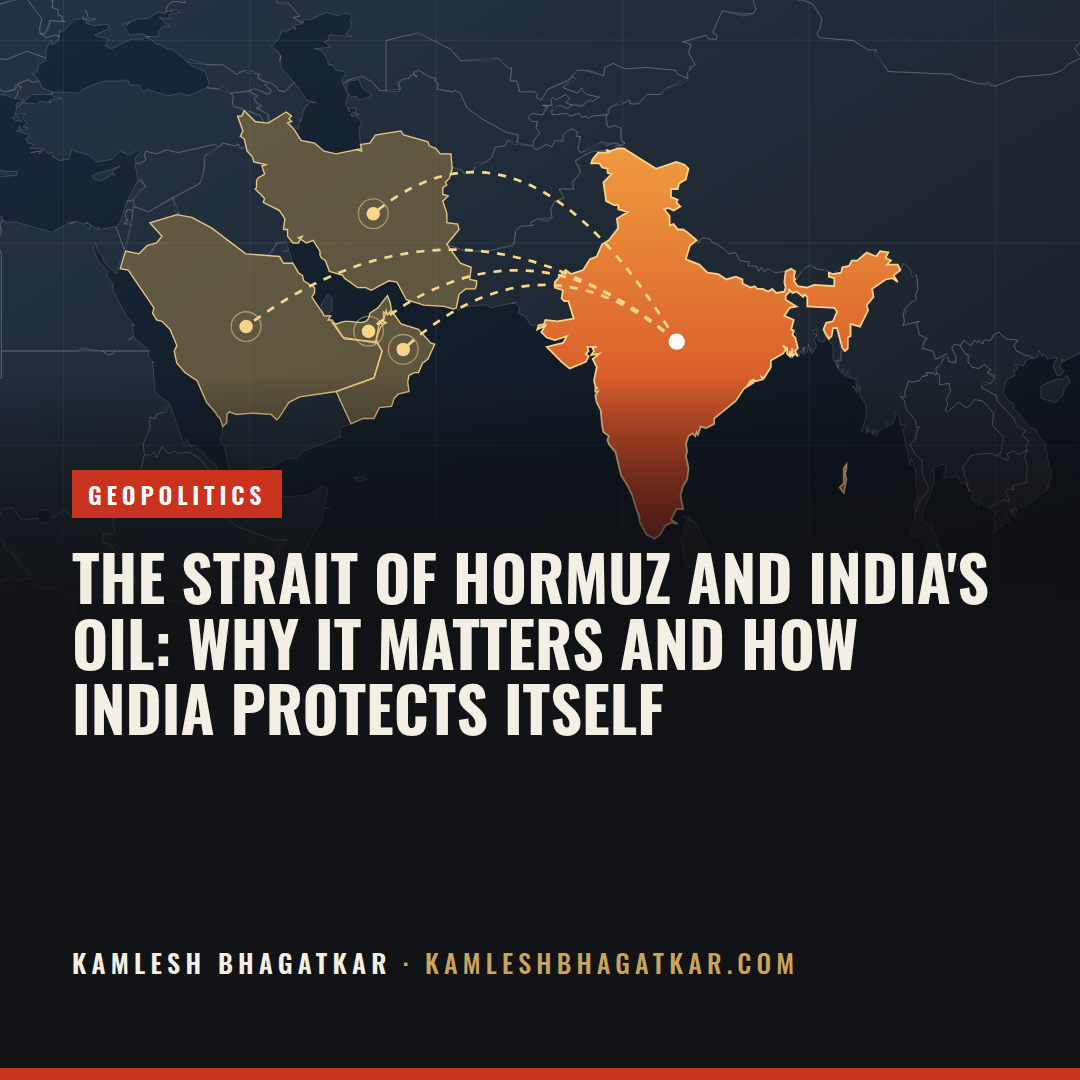 GEOPOLITICS
THE STRAIT OF HORMUZ AND INDIA'S
OIL: WHY IT MATTERS AND HOW
INDIA PROTECTS ITSELF
KAMLESH BHAGATKAR · KAMLESHBHAGATKAR.COM